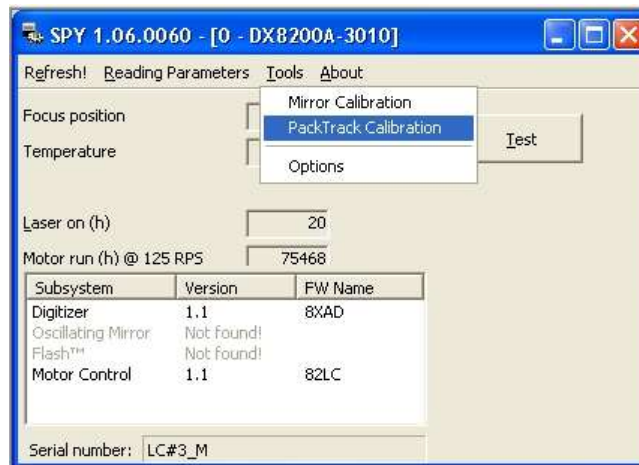 SPY 1.06.0060 - [0 - DX8200A-3010]
Refresh! Reading Parameters Tools About
Mirror Calibration
PackTrack Calibration
Options
Focus position
Temperature
Test
Laser on (h) 20
Motor run (h) @ 125 RPS 75468
Subsystem Version FW Name
Digitizer 1.1 8XAD
Oscillating Mirror Not found!
Flash™ Not found!
Motor Control 1.1 82LC
Serial number: LC#3_M